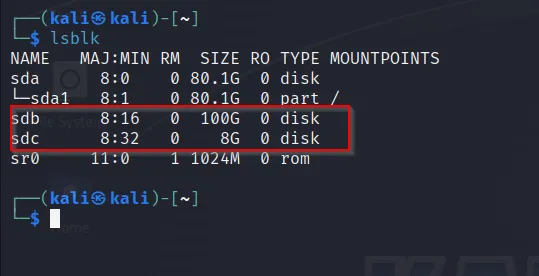 ┌──(kali㉿kali)-[~]
└─$ lsblk
NAME   MAJ:MIN RM  SIZE RO TYPE MOUNTPOINTS
sda      8:0    0 80.1G  0 disk
└─sda1   8:1    0 80.1G  0 part /
sdb      8:16   0  100G  0 disk
sdc      8:32   0    8G  0 disk
sr0     11:0    1 1024M  0 rom
┌──(kali㉿kali)-[~]
└─$